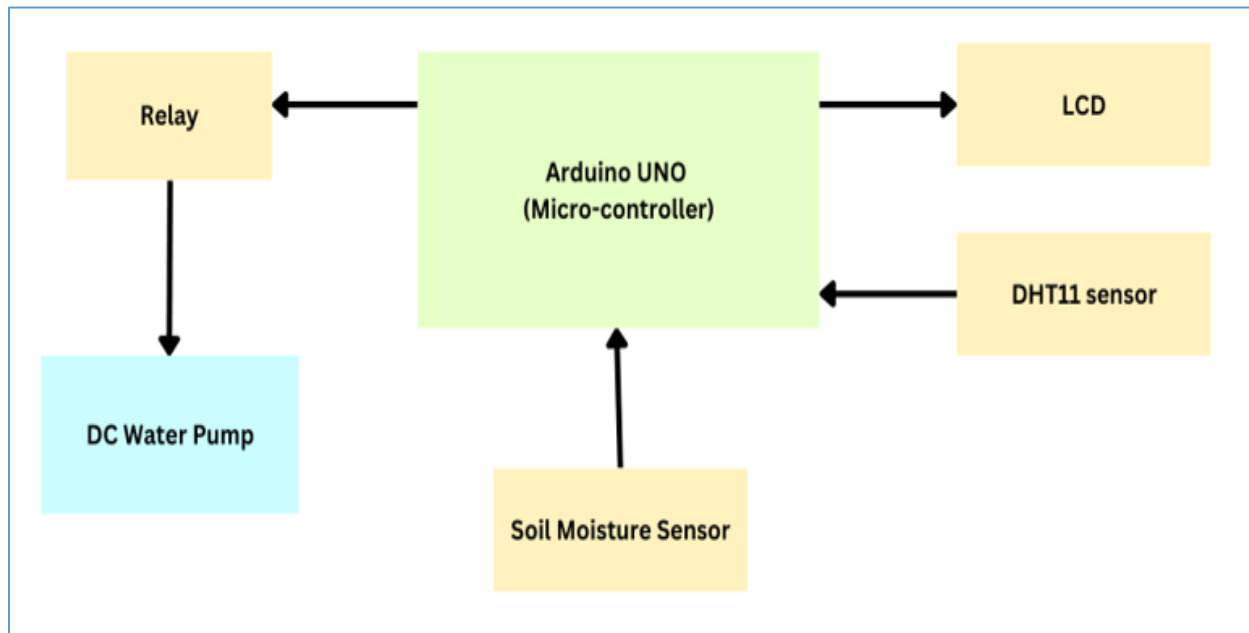 Relay
Arduino UNO
(Micro-controller)
LCD
DHT11 sensor
DC Water Pump
Soil Moisture Sensor